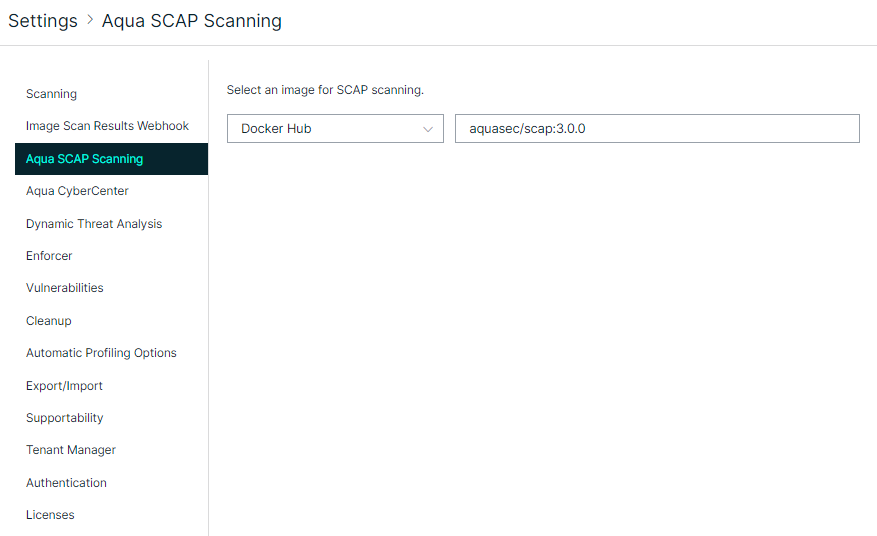 Settings > Aqua SCAP Scanning
Scanning
Image Scan Results Webhook
Aqua SCAP Scanning
Aqua CyberCenter
Dynamic Threat Analysis
Enforcer
Vulnerabilities
Cleanup
Automatic Profiling Options
Export/Import
Supportability
Tenant Manager
Authentication
Licenses
Select an image for SCAP scanning.
Docker Hub
aquasec/scap:3.0.0